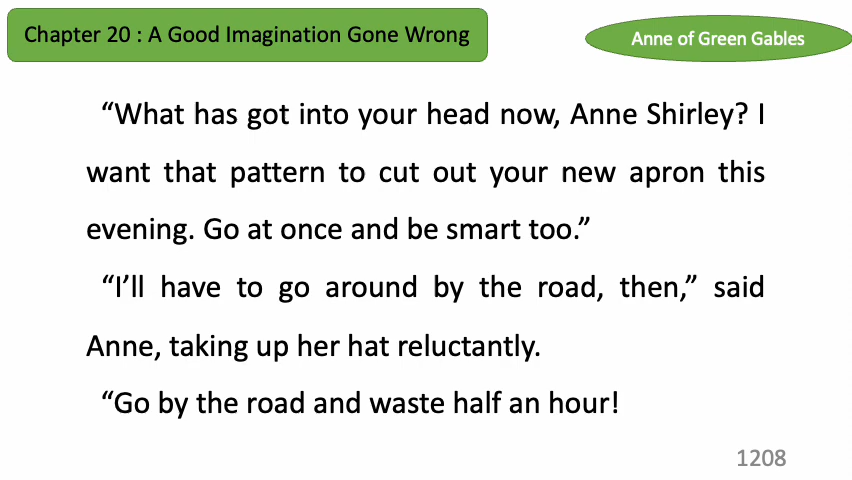 Chapter 20 : A Good Imagination Gone Wrong
Anne of Green Gables
“What has got into your head now, Anne Shirley? I
want that pattern to cut out your new apron this
evening. Go at once and be smart too.”
“I’ll have to go around by the road, then,” said
Anne, taking up her hat reluctantly.
“Go by the road and waste half an hour!
1208